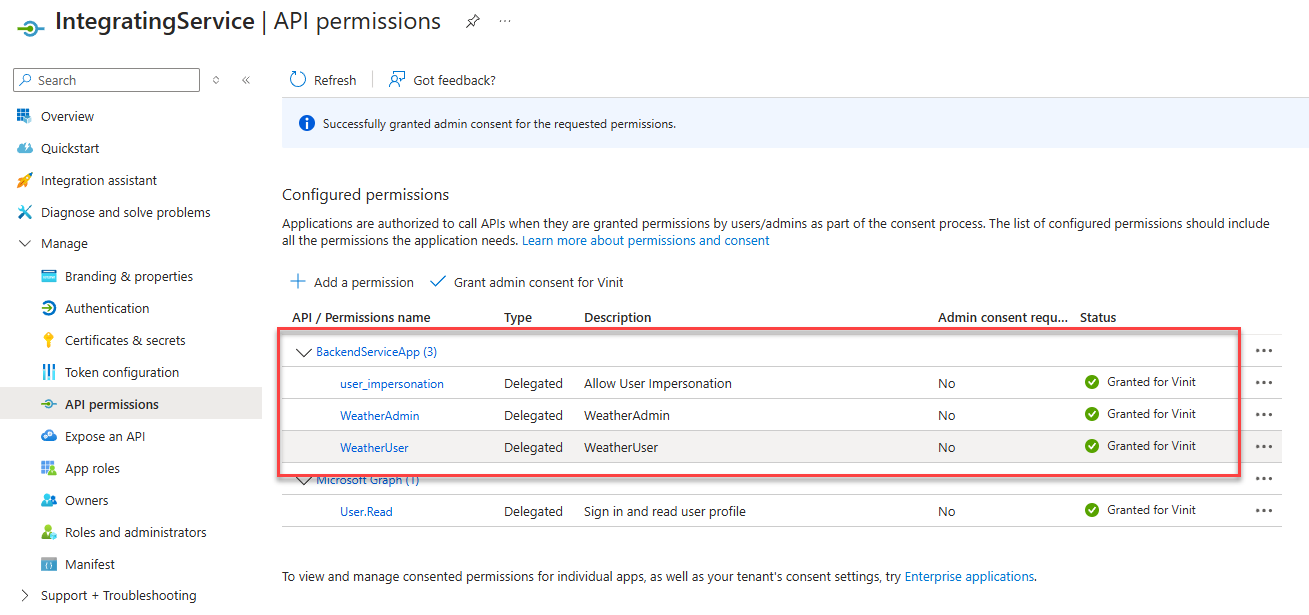 IntegratingService | API permissions
Search
Refresh
Got feedback?
Overview
Quickstart
Integration assistant
Diagnose and solve problems
Manage
Branding & properties
Authentication
Certificates & secrets
Token configuration
API permissions
Expose an API
App roles
Owners
Roles and administrators
Manifest
Support + Troubleshooting
Successfully granted admin consent for the requested permissions.
Configured permissions
Applications are authorized to call APIs when they are granted permissions by users/admins as part of the consent process. The list of configured permissions should include
all the permissions the application needs. Learn more about permissions and consent
Add a permission
Grant admin consent for Vinit
API / Permissions name Type Description Admin consent requ... Status
BackendServiceApp (3)
user_impersonation Delegated Allow User Impersonation No Granted for Vinit
WeatherAdmin Delegated WeatherAdmin No Granted for Vinit
WeatherUser Delegated WeatherUser No Granted for Vinit
Microsoft Graph (1)
User.Read Delegated Sign in and read user profile No Granted for Vinit
To view and manage consented permissions for individual apps, as well as your tenant's consent settings, try Enterprise applications.